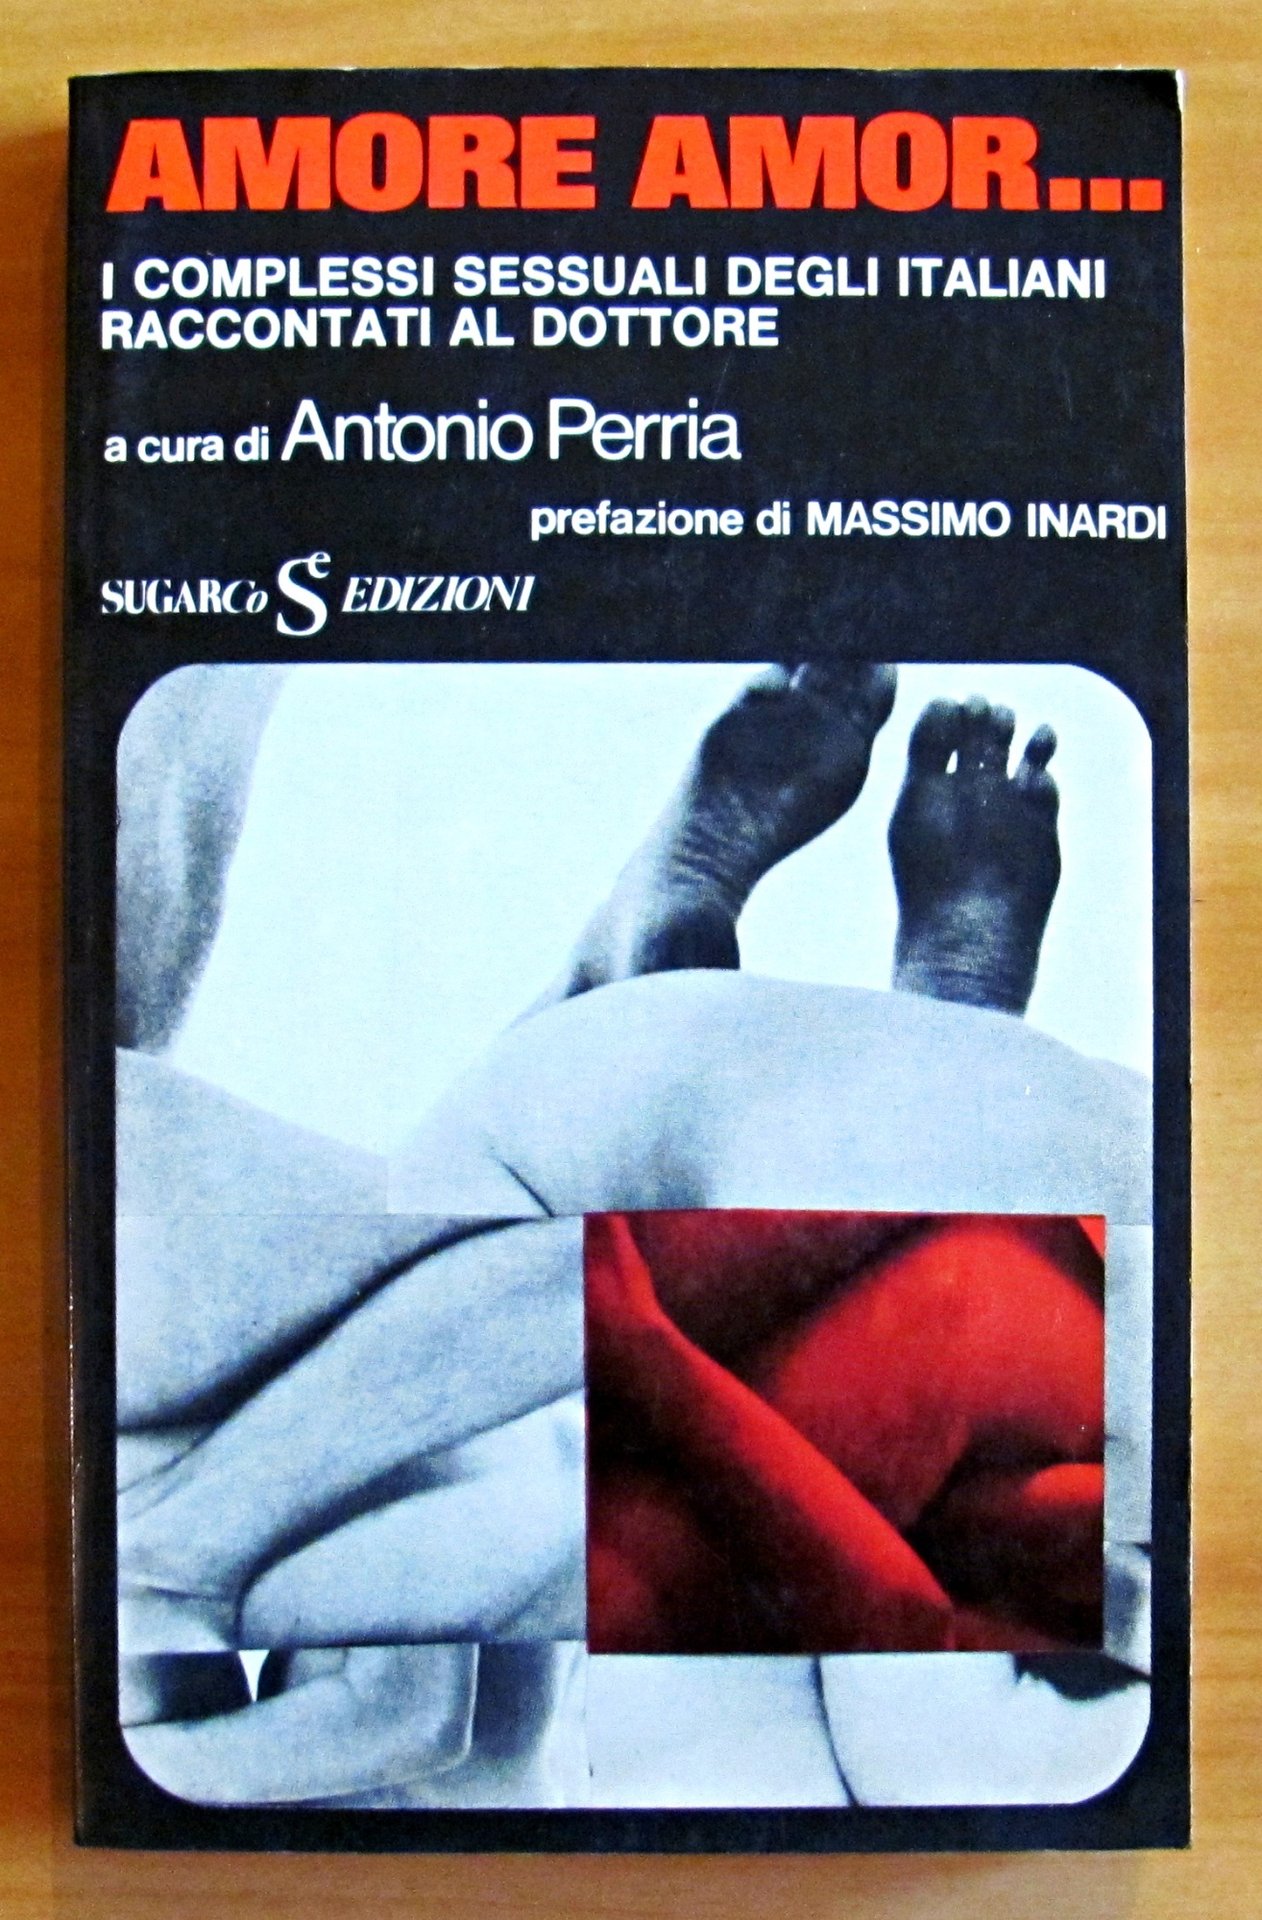 AMORE AMOR...
I COMPLESSI SESSUALI DEGLI ITALIANI
RACCONTATI AL DOTTORE
a cura di Antonio Perria
prefazione di MASSIMO INARDI
SUGARCo Se EDIZIONI